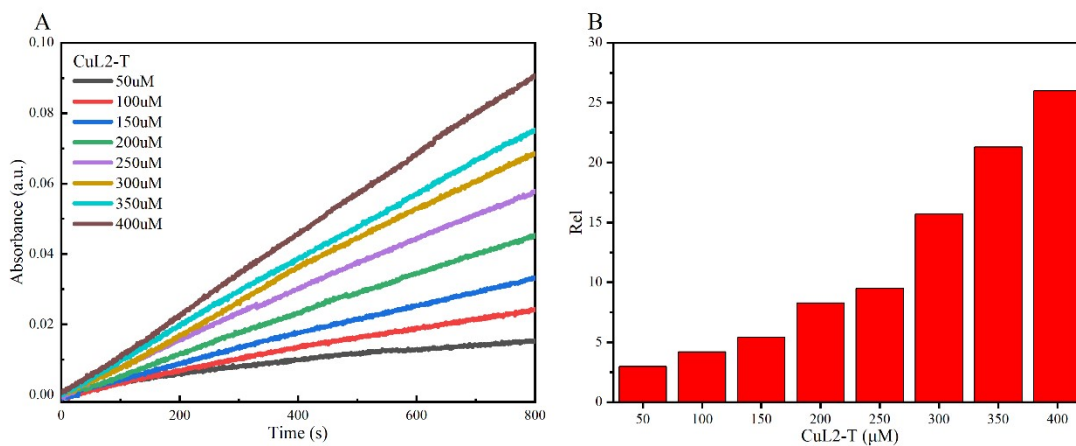 A
CuL2-T
50uM
100uM
150uM
200uM
250uM
300uM
350uM
400uM
0.10
0.08
0.06
0.04
0.02
0.00
Absorbance (a.u.)
0 200 400 600 800
Time (s)
B
30
25
20
15
10
5
0
Rel
50 100 150 200 250 300 350 400
CuL2-T (μM)